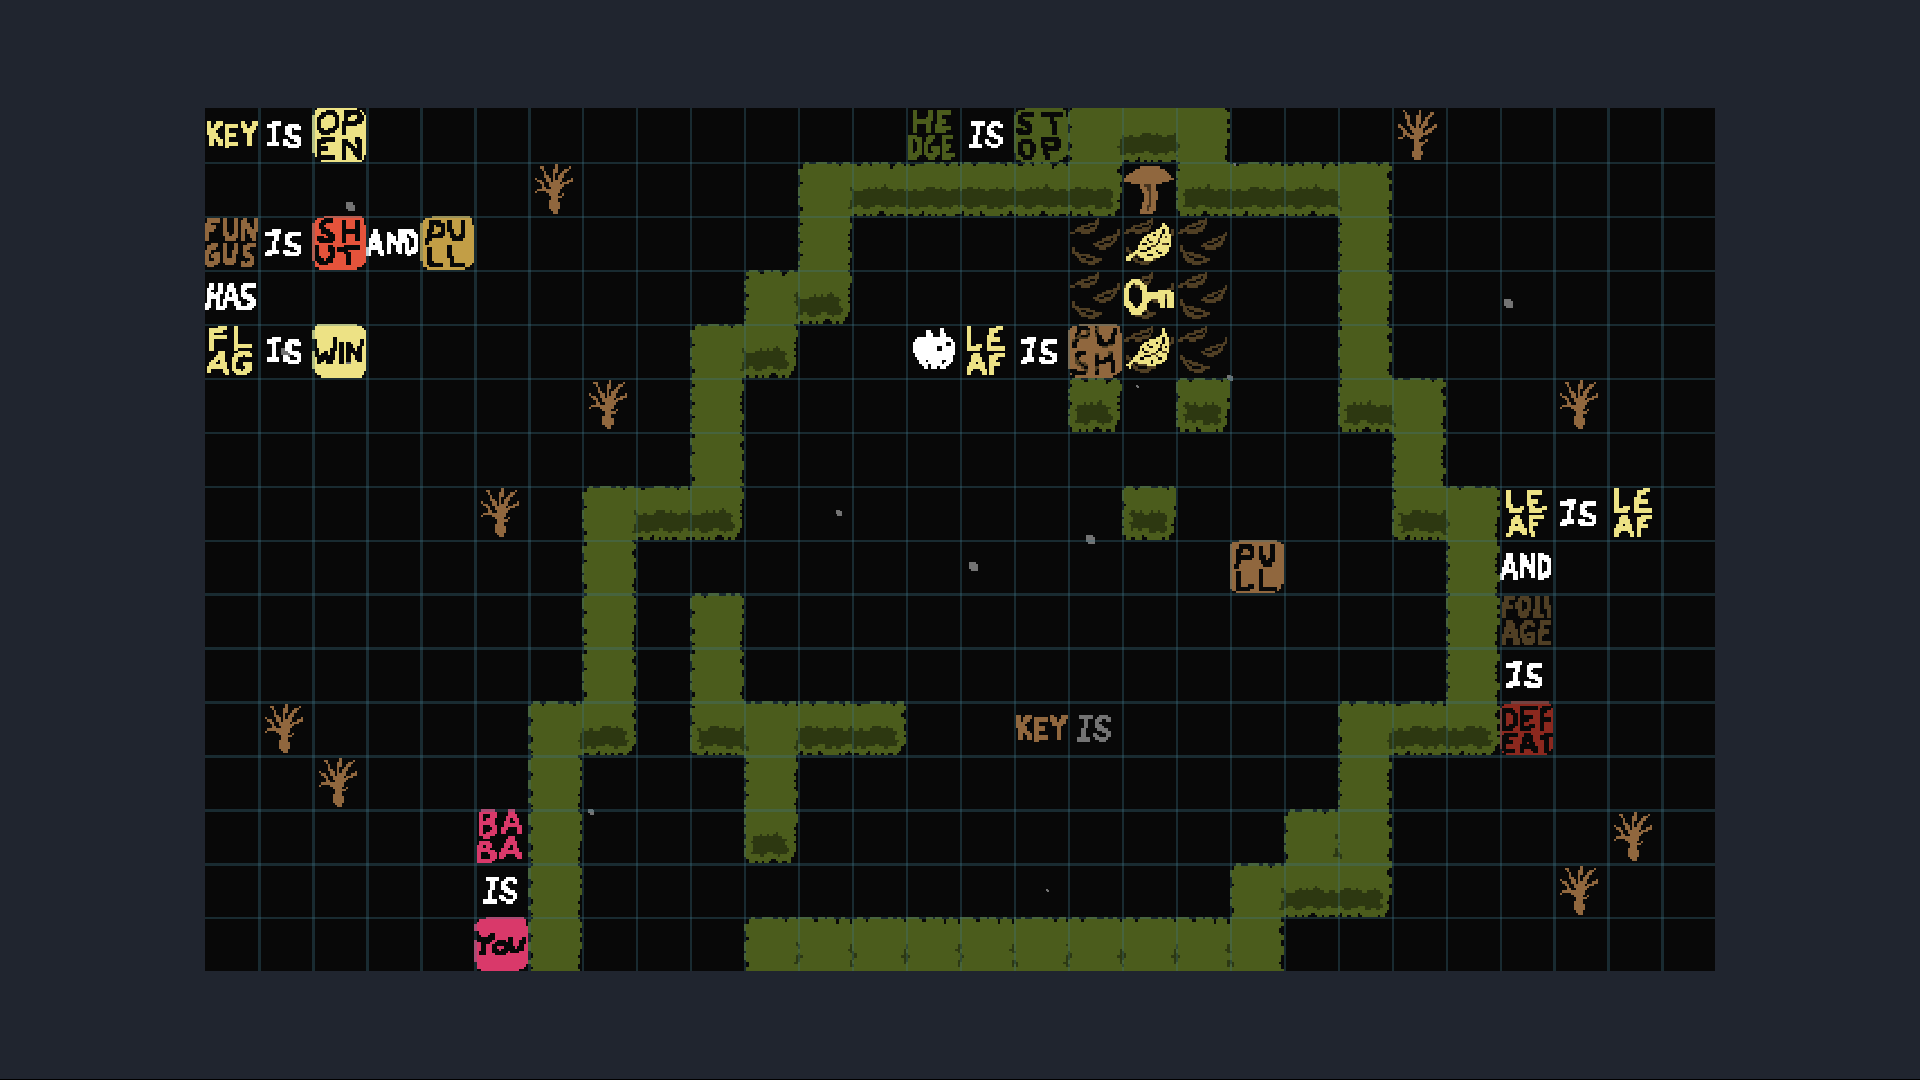 KEY IS OPEN
HEDGE IS STOP
FUNGUS IS SHUT AND PULL
HAS
FLAG IS WIN
LEAF IS PUSH
LEAF IS LEAF
PULL
AND
FOLIAGE
IS
KEY IS
DEFEAT
BABA
IS
YOU